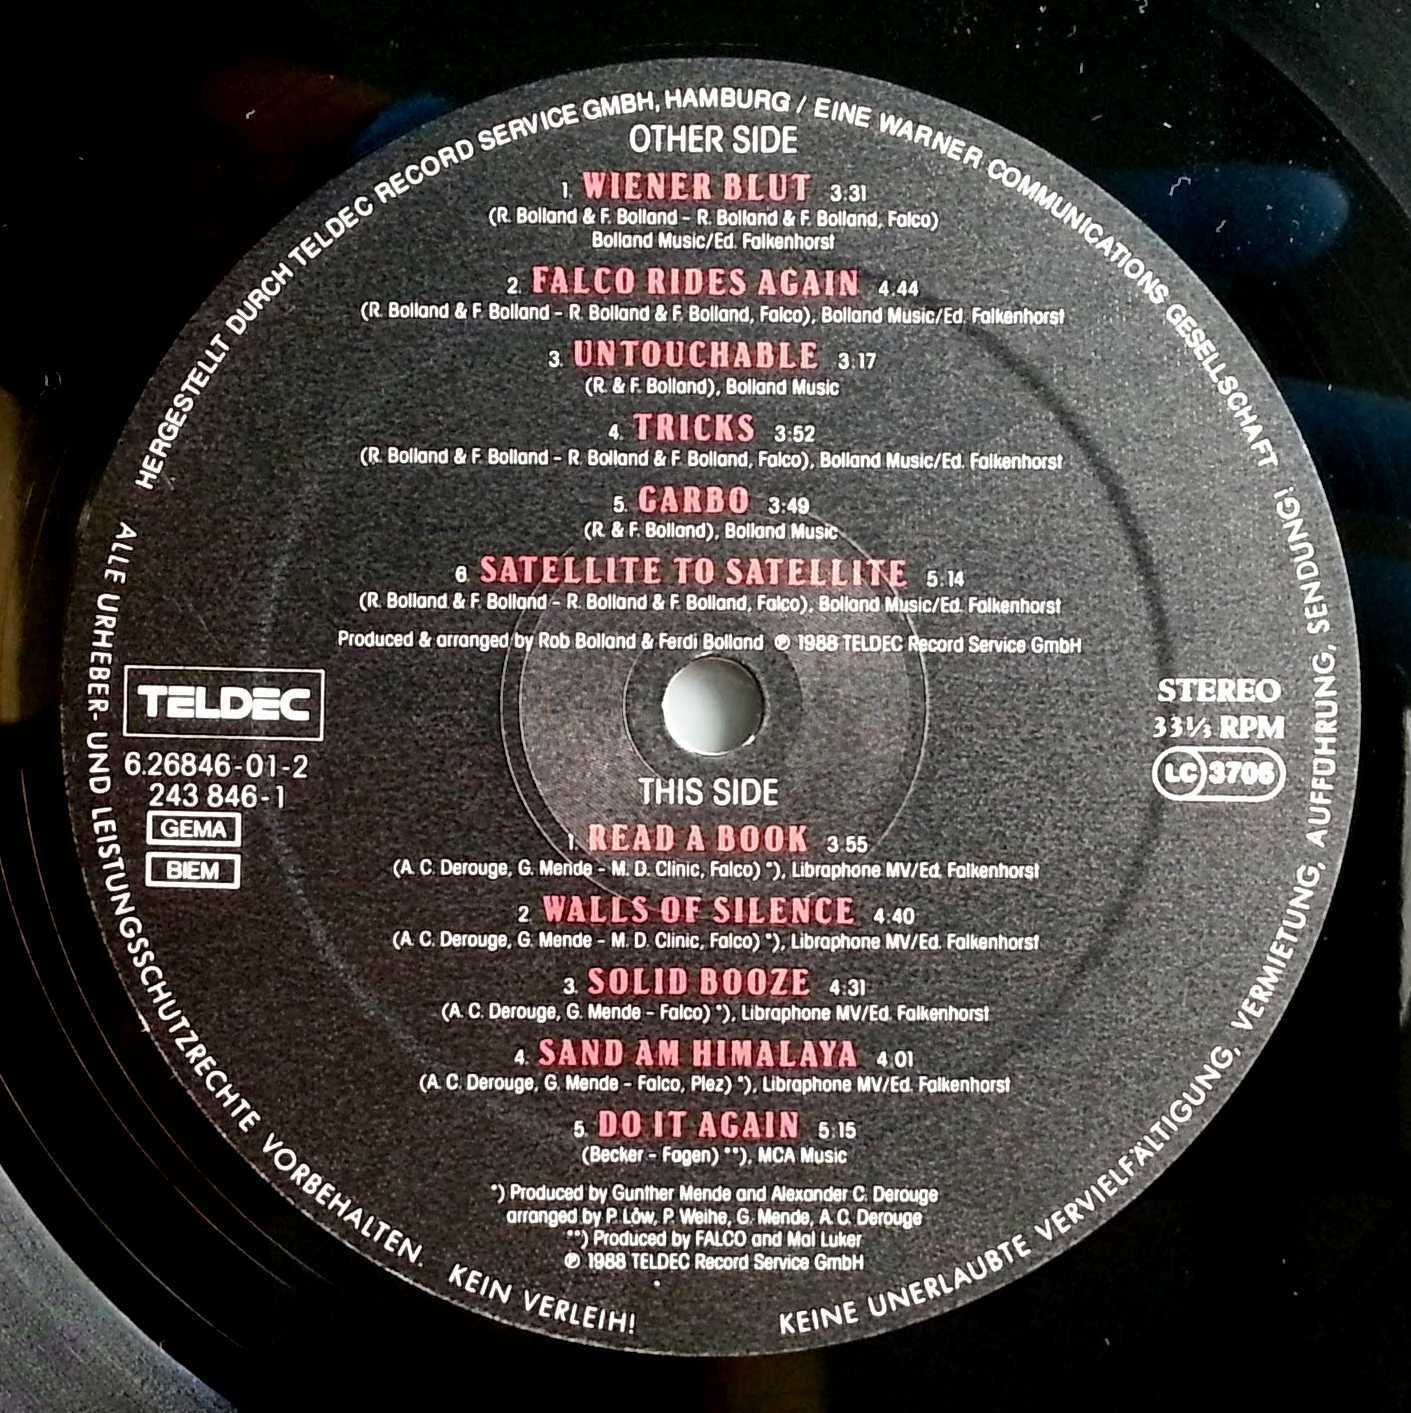 HERGESTELLT DURCH TELDEC RECORD SERVICE GMBH, HAMBURG / EINE WARNER COMMUNICATIONS GESELLSCHAFT
OTHER SIDE
1. WIENER BLUT 3:31
(R. Bolland & F. Bolland - R. Bolland & F. Bolland, Falco)
Bolland Music/Ed. Falkenhorst
2. FALCO RIDES AGAIN 4:44
(R. Bolland & F. Bolland - R. Bolland & F. Bolland, Falco), Bolland Music/Ed. Falkenhorst
3. UNTOUCHABLE 3:17
(R. & F. Bolland), Bolland Music
4. TRICKS 3:52
(R. Bolland & F. Bolland - R. Bolland & F. Bolland, Falco), Bolland Music/Ed. Falkenhorst
5. GARBO 3:49
(R. & F. Bolland), Bolland Music
6. SATELLITE TO SATELLITE 5:14
(R. Bolland & F. Bolland - R. Bolland & F. Bolland, Falco), Bolland Music/Ed. Falkenhorst
Produced & arranged by Rob Bolland & Ferdi Bolland ℗ 1988 TELDEC Record Service GmbH
TELDEC
6.26846-01-2
243 846-1
GEMA
BIEM
STEREO
33⅓ RPM
LC 3706
THIS SIDE
1. READ A BOOK 3:55
(A. C. Derouge, G. Mende - M. D. Clinic, Falco) *), Libraphone MV/Ed. Falkenhorst
2. WALLS OF SILENCE 4:40
(A. C. Derouge, G. Mende - M. D. Clinic, Falco) *), Libraphone MV/Ed. Falkenhorst
3. SOLID BOOZE 4:31
(A. C. Derouge, G. Mende - Falco) *), Libraphone MV/Ed. Falkenhorst
4. SAND AM HIMALAYA 4:01
(A. C. Derouge, G. Mende - Falco, Plez) *), Libraphone MV/Ed. Falkenhorst
5. DO IT AGAIN 5:15
(Becker - Fagen) **), MCA Music
*) Produced by Gunther Mende and Alexander C. Derouge
arranged by P. Löw, P. Weihe, G. Mende, A. C. Derouge
**) Produced by FALCO and Mal Luker
℗ 1988 TELDEC Record Service GmbH
ALLE URHEBER- UND LEISTUNGSSCHUTZRECHTE VORBEHALTEN. KEIN VERLEIH!
KEINE UNERLAUBTE VERVIELFÄLTIGUNG, VERMIETUNG, AUFFÜHRUNG, SENDUNG!